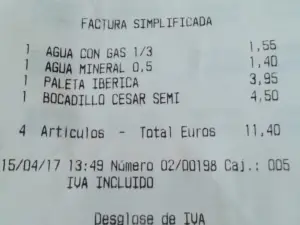 FACTURA SIMPLIFICADA
1 AGUA CON GAS 1/3 1,55
1 AGUA MINERAL 0,5 1,40
1 PALETA IBERICA 3,95
1 BOCADILLO CESAR SEMI 4,50
4 Artículos - Total Euros 11,40
15/04/17 13:49 Número 02/00198 Caj.: 005
IVA INCLUIDO
Desglose de IVA